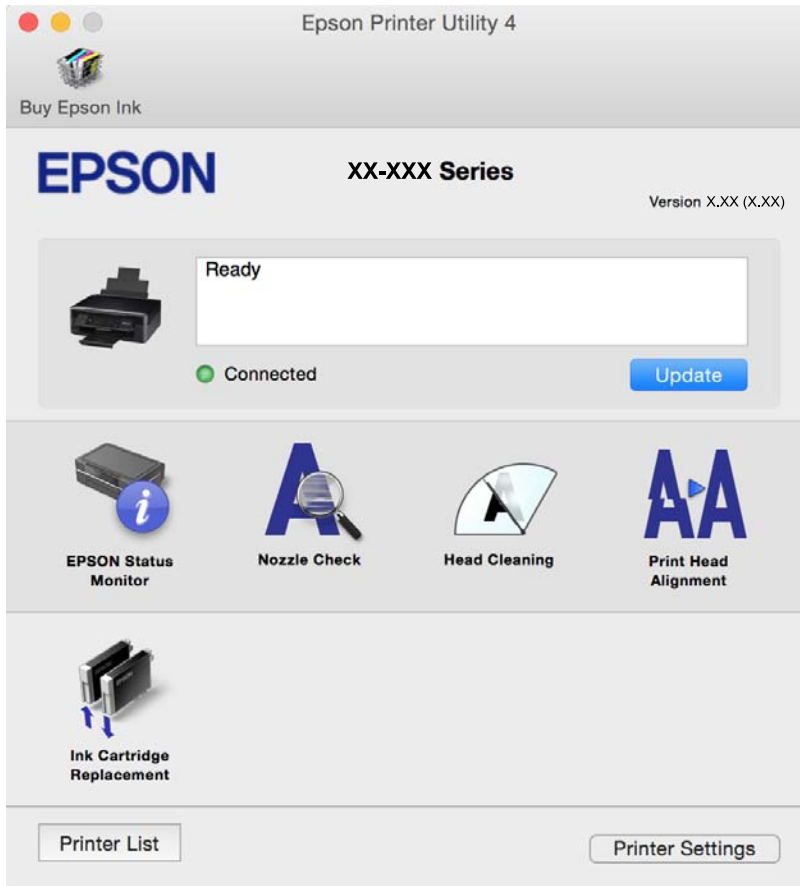 Epson Printer Utility 4
Buy Epson Ink
EPSON
XX-XXX Series
Version X.XX (X.XX)
Ready
Connected
Update
EPSON Status
Monitor
Nozzle Check
Head Cleaning
Print Head
Alignment
Ink Cartridge
Replacement
Printer List
Printer Settings